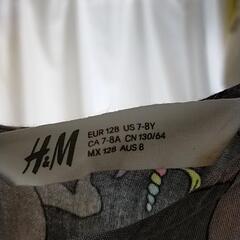 H&M
EUR 128 US 7-8Y
CA 7-8A CN 130/64
MX 128 AUS 8